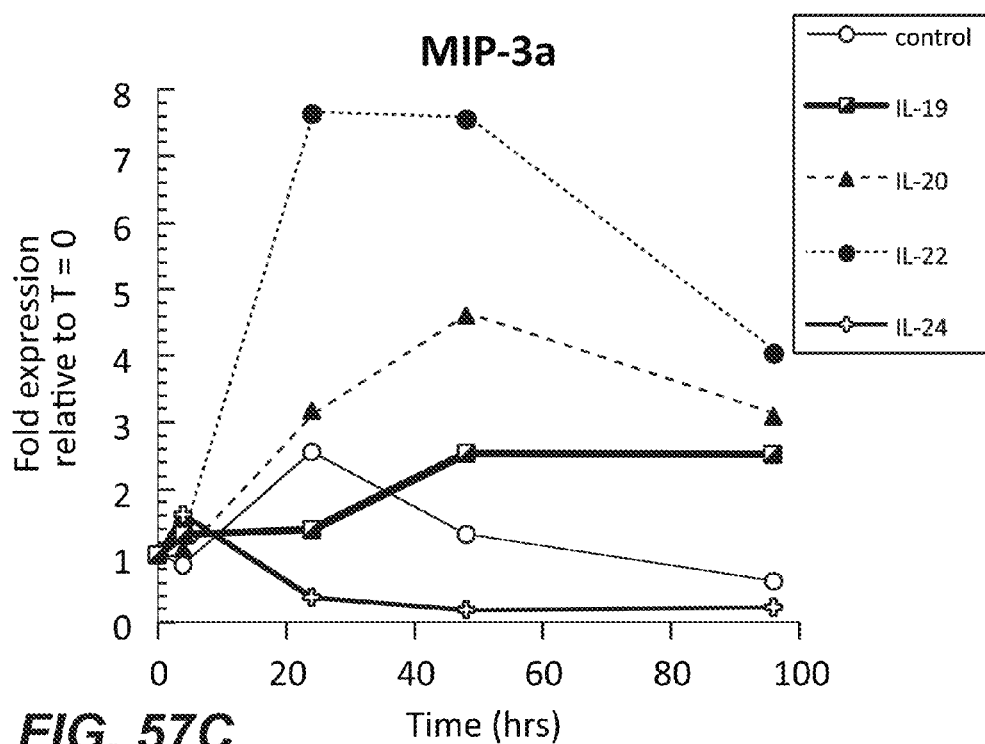 MIP-3a
control
IL-19
IL-20
IL-22
IL-24
Fold expression
relative to T = 0
8
7
6
5
4
3
2
1
0
0 20 40 60 80 100
Time (hrs)
FIG. 57C